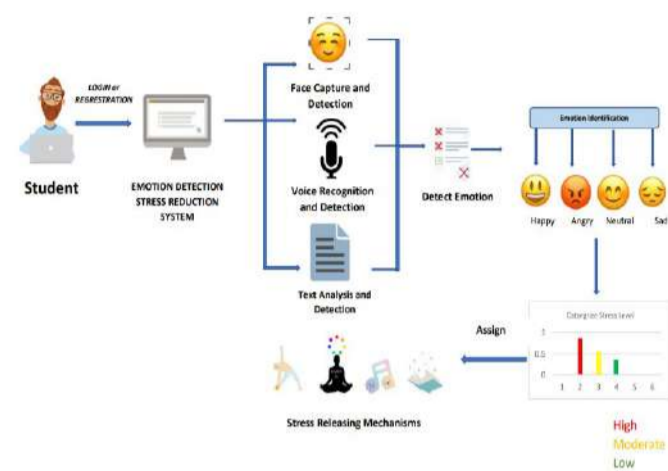 LOGIN or
REGRESTRATION
Student
EMOTION DETECTION
STRESS REDUCTION
SYSTEM
Face Capture and
Detection
Voice Recognition
and Detection
Text Analysis and
Detection
Detect Emotion
Emotion Identification
Happy Angry Neutral Sad
Assign
Categorize Stress Level
1
0.5
0
1 2 3 4 5 6
High
Moderate
Low
Stress Releasing Mechanisms